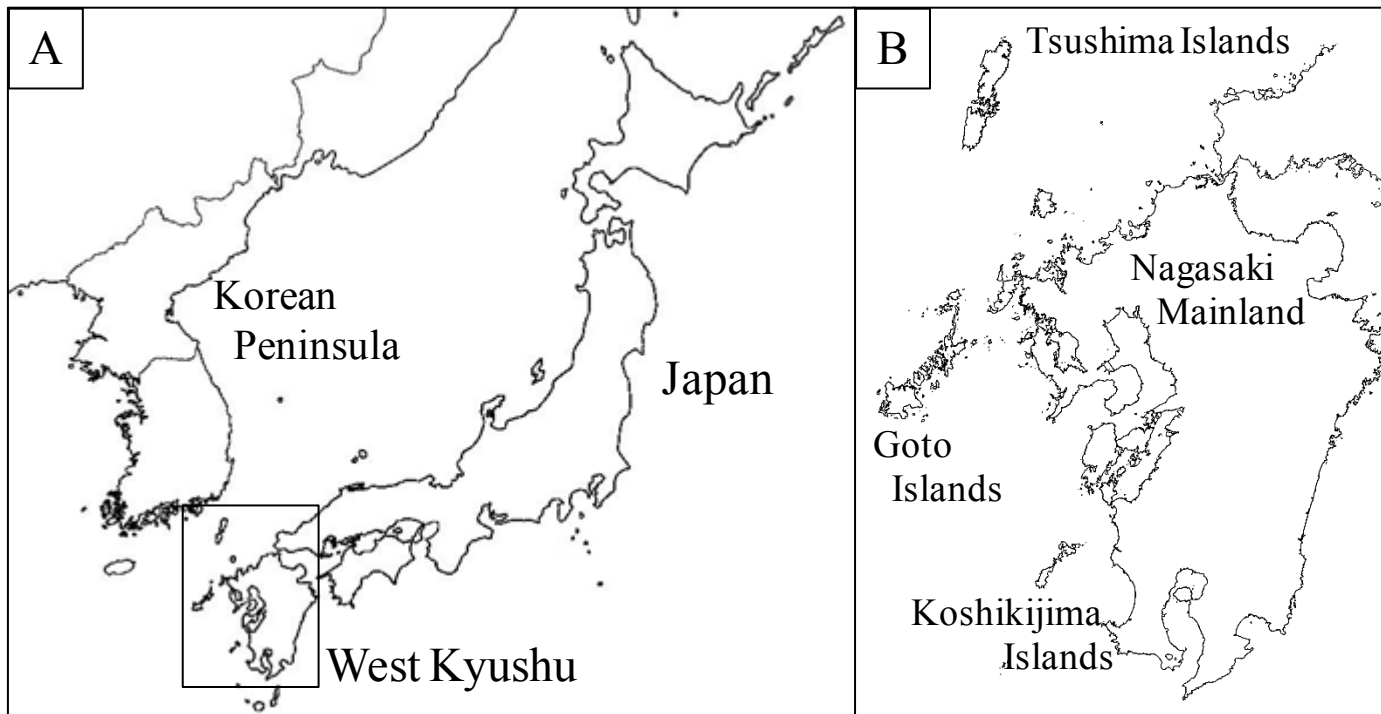 A
Korean
Peninsula
Japan
West Kyushu
B
Tsushima Islands
Nagasaki
Mainland
Goto
Islands
Koshikijima
Islands